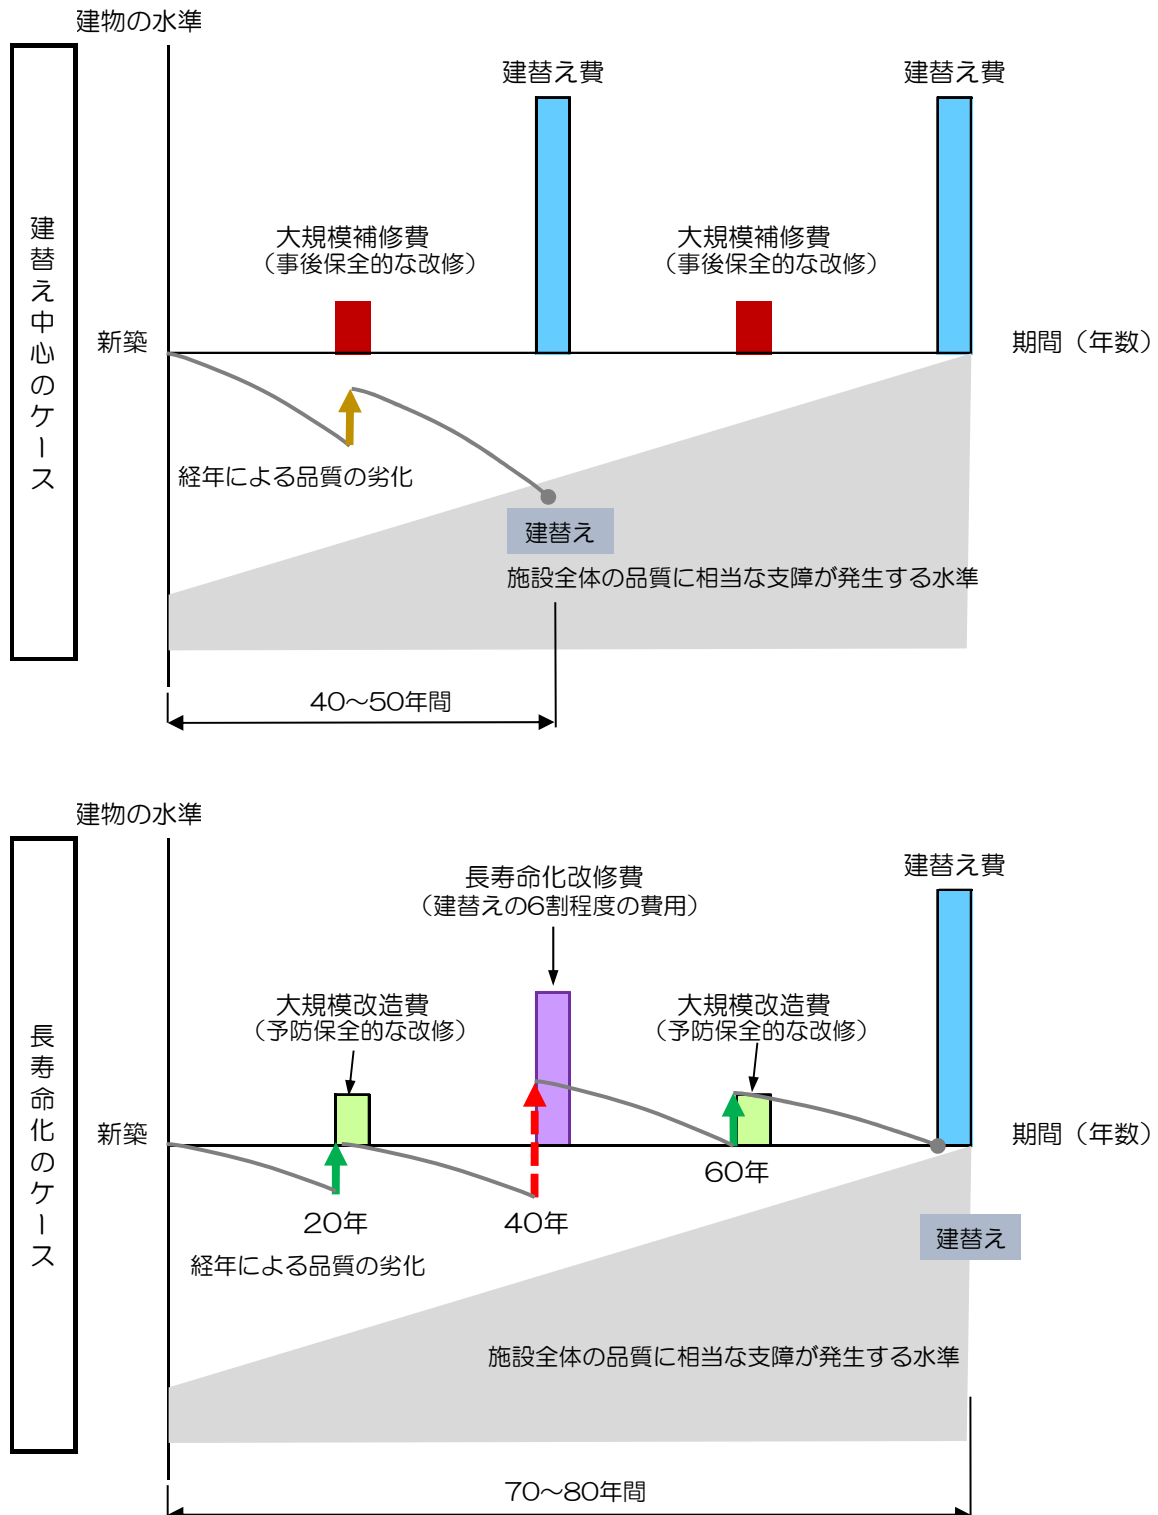 建物の水準
建替え中心のケース
建替え費
建替え費
大規模補修費
（事後保全的な改修）
大規模補修費
（事後保全的な改修）
新築
期間（年数）
経年による品質の劣化
建替え
施設全体の品質に相当な支障が発生する水準
40～50年間
建物の水準
長寿命化のケース
建替え費
長寿命化改修費
（建替えの6割程度の費用）
大規模改造費
（予防保全的な改修）
大規模改造費
（予防保全的な改修）
新築
期間（年数）
60年
20年
40年
建替え
経年による品質の劣化
施設全体の品質に相当な支障が発生する水準
70～80年間